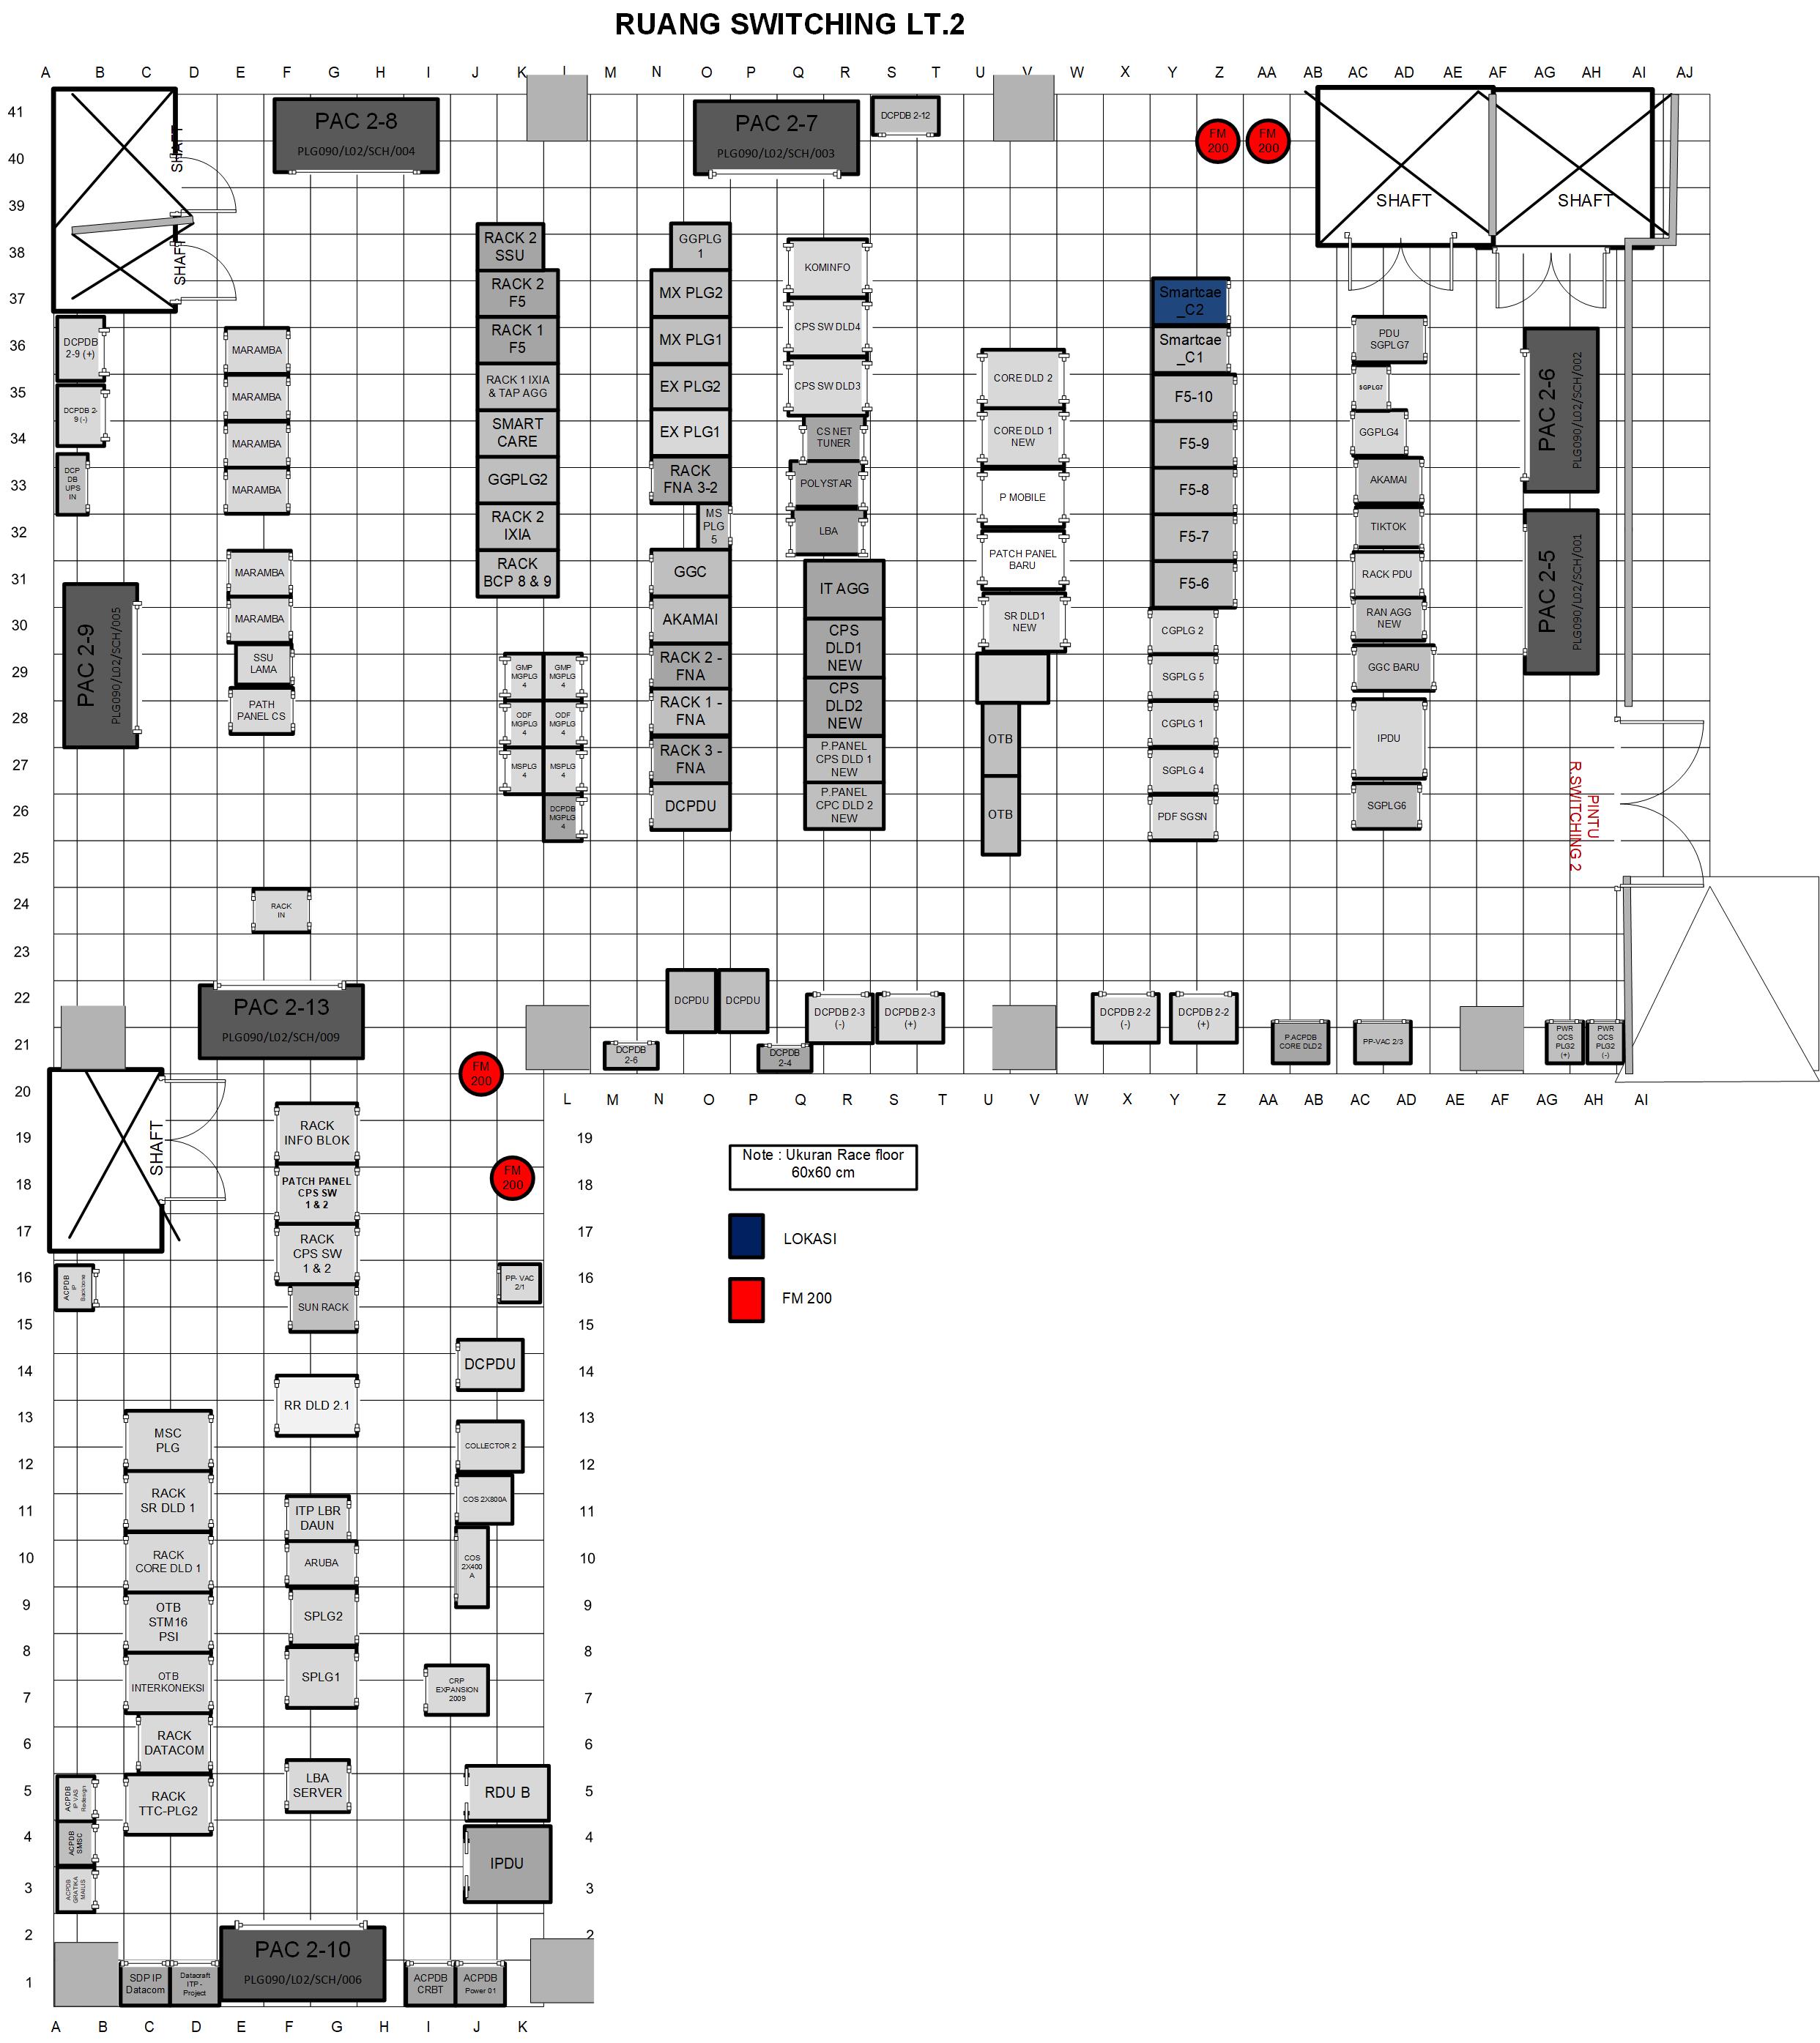 RUANG SWITCHING LT.2
A B C D E F G H I J K L M N O P Q R S T U V W X Y Z AA AB AC AD AE AF AG AH AI AJ
41
40
39
38
37
36
35
34
33
32
31
30
29
28
27
26
25
24
23
22
21
20
19
18
17
16
15
14
13
12
11
10
9
8
7
6
5
4
3
2
1
SHAFT
SHAFT
PAC 2-8
PLG090/L02/SCH/004
PAC 2-7
PLG090/L02/SCH/003
DCPDB 2-12
FM
200
FM
200
SHAFT
SHAFT
DCPDB
2-9 (+)
DCPDB 2-
9 (-)
DCP
DB
UPS
IN
PAC 2-9
PLG090/L02/SCH/005
MARAMBA
MARAMBA
MARAMBA
MARAMBA
MARAMBA
MARAMBA
SSU
LAMA
PATH
PANEL CS
RACK
IN
RACK 2
SSU
RACK 2
F5
RACK 1
F5
RACK 1 IXIA
& TAP AGG
SMART
CARE
GGPLG2
RACK 2
IXIA
RACK
BCP 8 & 9
GMP
MGPLG
4
GMP
MGPLG
4
ODF
MGPLG
4
ODF
MGPLG
4
MSPLG
4
MSPLG
4
DCPDB
MGPLG
4
GGPLG
1
MX PLG2
MX PLG1
EX PLG2
EX PLG1
RACK
FNA 3-2
MS
PLG
5
GGC
AKAMAI
RACK 2 -
FNA
RACK 1 -
FNA
RACK 3 -
FNA
DCPDU
KOMINFO
CPS SW DLD4
CPS SW DLD3
CS NET
TUNER
POLYSTAR
LBA
IT AGG
CPS
DLD1
NEW
CPS
DLD2
NEW
P.PANEL
CPS DLD 1
NEW
P.PANEL
CPC DLD 2
NEW
CORE DLD 2
CORE DLD 1
NEW
P MOBILE
PATCH PANEL
BARU
SR DLD1
NEW
OTB
OTB
Smartcae
_C2
Smartcae
_C1
F5-10
F5-9
F5-8
F5-7
F5-6
CGPLG 2
SGPLG 5
CGPLG 1
SGPLG 4
PDF SGSN
PDU
SGPLG7
SGPLG7
GGPLG4
AKAMAI
TIKTOK
RACK PDU
RAN AGG
NEW
GGC BARU
IPDU
SGPLG6
PAC 2-6
PLG090/L02/SCH/002
PAC 2-5
PLG090/L02/SCH/001
PINTU
R.SWITCHING 2
PAC 2-13
PLG090/L02/SCH/009
FM
200
DCPDB
2-6
DCPDU
DCPDU
DCPDB
2-4
DCPDB 2-3
(-)
DCPDB 2-3
(+)
DCPDB 2-2
(-)
DCPDB 2-2
(+)
P.ACPDB
CORE DLD2
PP-VAC 2/3
PWR
OCS
PLG2
(+)
PWR
OCS
PLG2
(-)
L M N O P Q R S T U V W X Y Z AA AB AC AD AE AF AG AH AI
19
18
17
16
15
14
13
12
11
10
9
8
7
6
5
4
3
2
Note : Ukuran Race floor
60x60 cm
LOKASI
FM 200
SHAFT
FM
200
ACPDB
IP
Backbone
RACK
INFO BLOK
PATCH PANEL
CPS SW
1 & 2
RACK
CPS SW
1 & 2
SUN RACK
RR DLD 2.1
PP- VAC
2/1
DCPDU
COLLECTOR 2
COS 2X800A
COS
2X400
A
CRP
EXPANSION
2009
RDU B
IPDU
MSC
PLG
RACK
SR DLD 1
RACK
CORE DLD 1
OTB
STM16
PSI
OTB
INTERKONEKSI
RACK
DATACOM
RACK
TTC-PLG2
ITP LBR
DAUN
ARUBA
SPLG2
SPLG1
LBA
SERVER
ACPDB
IP VAS
Redesign
ACPDB
SMSC
ACPDB
GRATIKA
MAILIS
SDP IP
Datacom
Datacraft
ITP -
Project
PAC 2-10
PLG090/L02/SCH/006
ACPDB
CRBT
ACPDB
Power 01
A B C D E F G H I J K